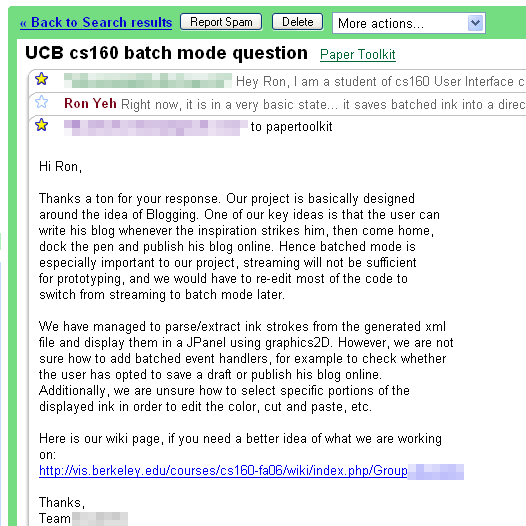 « Back to Search results Report Spam Delete More actions...
UCB cs160 batch mode question Paper Toolkit
Hey Ron, I am a student of cs160 User Interface c
Ron Yeh Right now, it is in a very basic state... it saves batched ink into a direc
to papertoolkit
Hi Ron,
Thanks a ton for your response. Our project is basically designed
around the idea of Blogging. One of our key ideas is that the user can
write his blog whenever the inspiration strikes him, then come home,
dock the pen and publish his blog online. Hence batched mode is
especially important to our project, streaming will not be sufficient
for prototyping, and we would have to re-edit most of the code to
switch from streaming to batch mode later.
We have managed to parse/extract ink strokes from the generated xml
file and display them in a JPanel using graphics2D. However, we are not
sure how to add batched event handlers, for example to check whether
the user has opted to save a draft or publish his blog online.
Additionally, we are unsure how to select specific portions of the
displayed ink in order to edit the color, cut and paste, etc.
Here is our wiki page, if you need a better idea of what we are working
on:
http://vis.berkeley.edu/courses/cs160-fa06/wiki/index.php/Group
Thanks,
Team